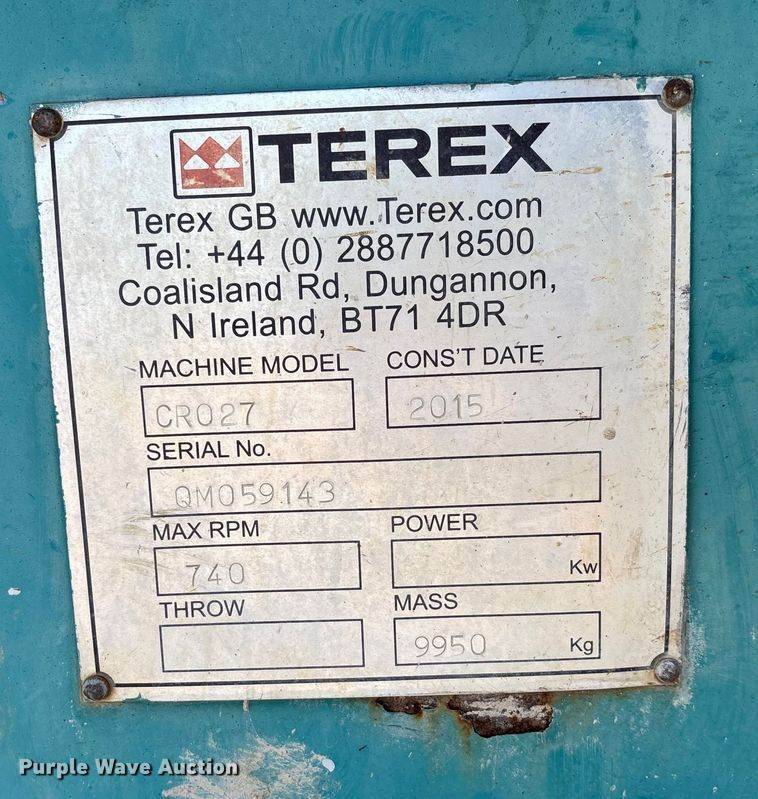 TEREX
Terex GB www.Terex.com
Tel: +44 (0) 2887718500
Coalisland Rd, Dungannon,
N Ireland, BT71 4DR
MACHINE MODEL CONS'T DATE
CR027 2015
SERIAL No.
QM059143
MAX RPM POWER
740 Kw
THROW MASS
9950 Kg
Purple Wave Auction